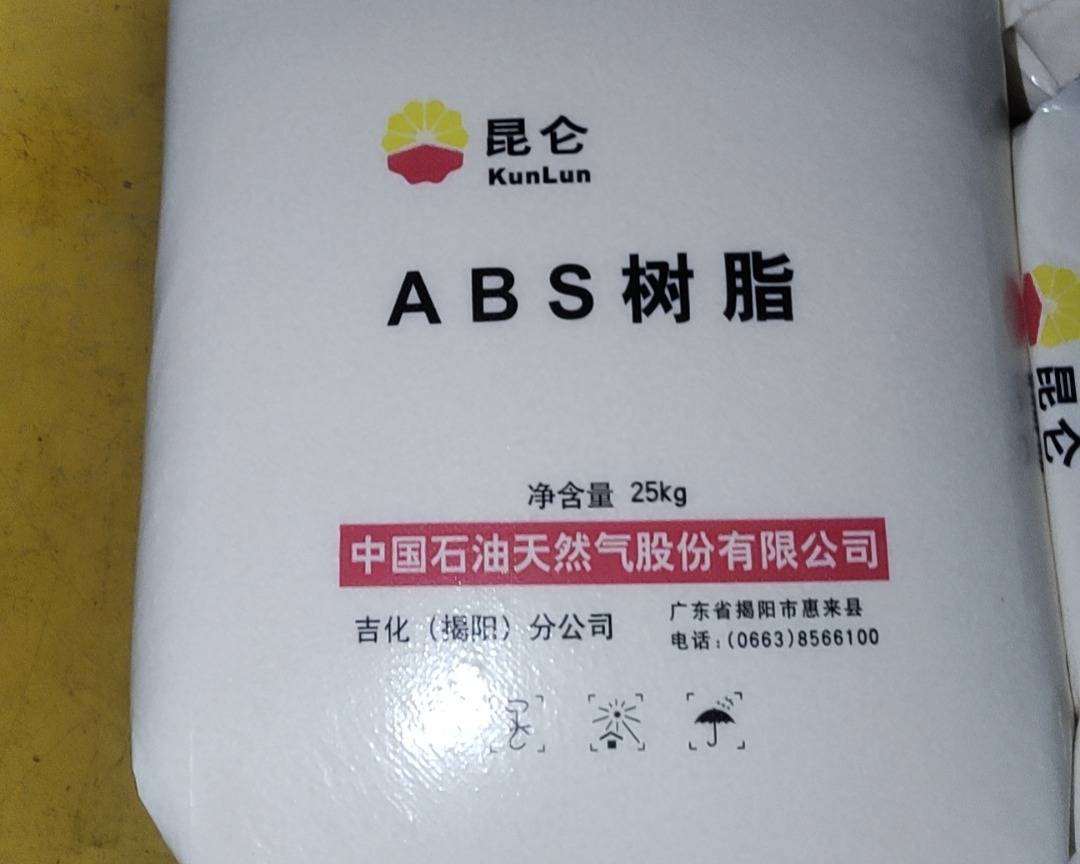 昆仑
KunLun
ABS树脂
净含量 25kg
中国石油天然气股份有限公司
吉化（揭阳）分公司
广东省揭阳市惠来县
电话:(0663)8566100
昆仑